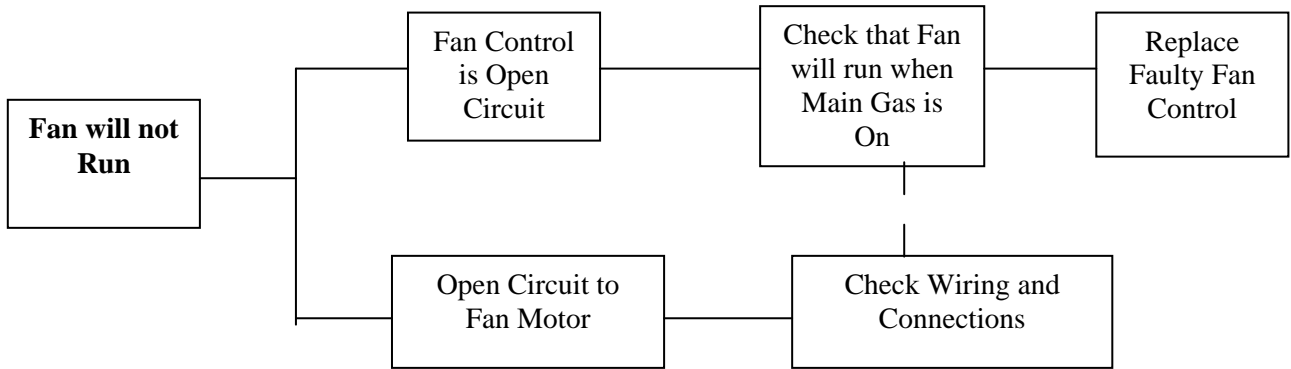 Fan will not
Run
Fan Control
is Open
Circuit
Check that Fan
will run when
Main Gas is
On
Replace
Faulty Fan
Control
Open Circuit to
Fan Motor
Check Wiring and
Connections